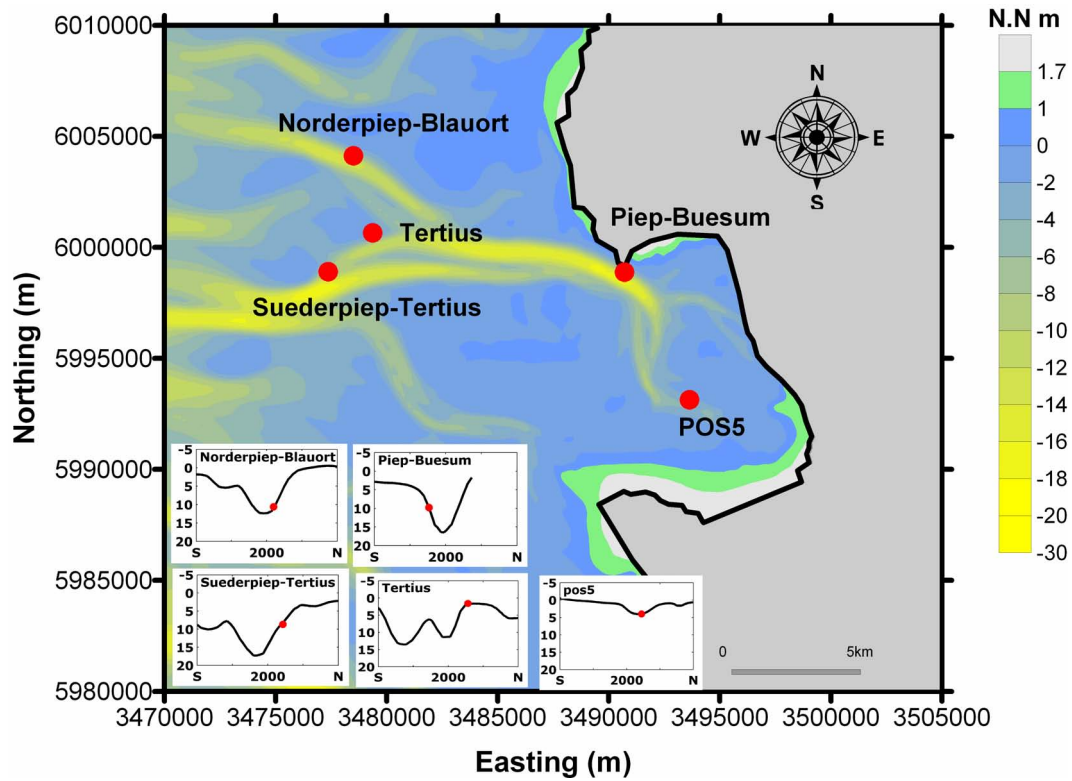 N.N m
6010000
6005000
6000000
5995000
5990000
5985000
5980000
Northing (m)
Norderpiep-Blauort
Tertius
Suederpiep-Tertius
Piep-Buesum
POS5
N
W E
S
1.7
1
0
-2
-4
-6
-8
-10
-12
-14
-16
-18
-20
-30
Norderpiep-Blauort
-5
0
5
10
15
20
S 2000 N
Piep-Buesum
-5
0
5
10
15
20
S 2000 N
Suederpiep-Tertius
-5
0
5
10
15
20
S 2000 N
Tertius
-5
0
5
10
15
20
S 2000 N
pos5
-5
0
5
10
15
20
S 2000 N
0 5km
3470000 3475000 3480000 3485000 3490000 3495000 3500000 3505000
Easting (m)